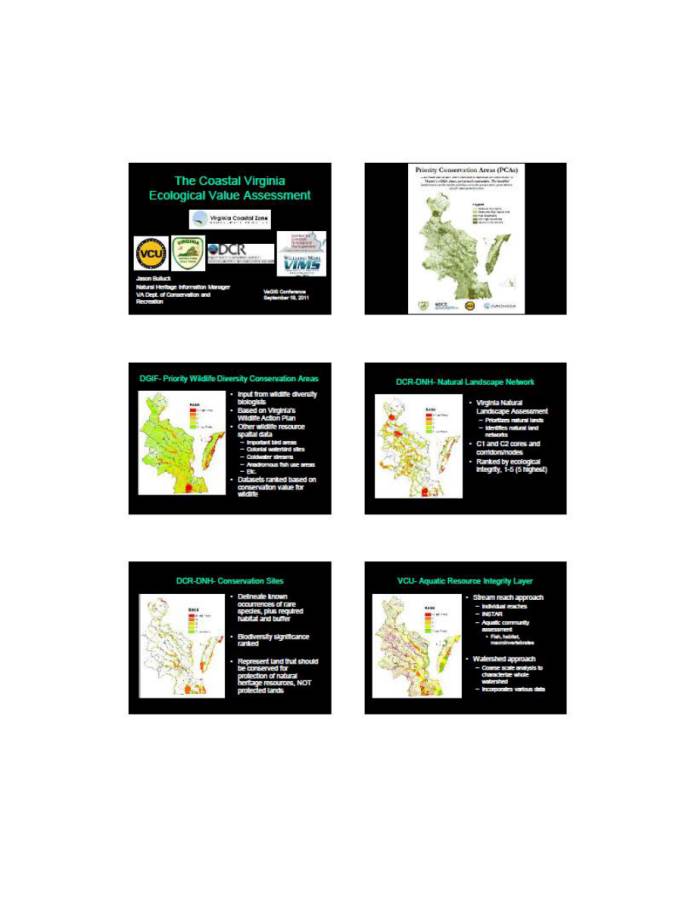 The Coastal Virginia
Ecological Value Assessment
Virginia Coastal Zone
VCU
VIRGINIA
DCR
WILLIAM & MARY
VIMS
Jason Bulluck
Natural Heritage Information Manager
VA Dept. of Conservation and
Recreation
VaGIS Conference
September 18, 2011
Priority Conservation Areas (PCAs)
DGIF- Priority Wildlife Diversity Conservation Areas
• Input from wildlife diversity
biologists
• Based on Virginia's
Wildlife Action Plan
• Other wildlife resource
spatial data
– Important bird areas
– Colonial waterbird sites
– Coldwater streams
– Anadromous fish use areas
– Etc.
• Datasets ranked based on
conservation value for
wildlife
DCR-DNH- Natural Landscape Network
• Virginia Natural
Landscape Assessment
– Prioritizes natural lands
– Identifies natural land
networks
• C1 and C2 cores and
corridors/nodes
• Ranked by ecological
integrity, 1-5 (5 highest)
DCR-DNH- Conservation Sites
• Delineate known
occurrences of rare
species, plus required
habitat and buffer
• Biodiversity significance
ranked
• Represent land that should
be conserved for
protection of natural
heritage resources, NOT
protected lands
VCU- Aquatic Resource Integrity Layer
• Stream reach approach
– Individual reaches
– INSTAR
– Aquatic community
assessment
• Fish, habitat,
macroinvertebrates
• Watershed approach
– Coarse scale analysis to
characterize whole
watershed
– Incorporates various data